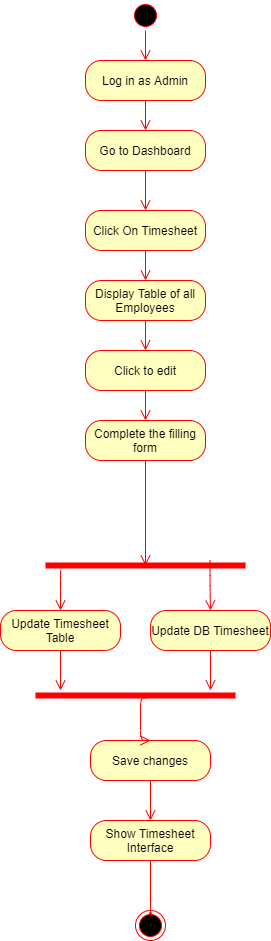 Log in as Admin
Go to Dashboard
Click On Timesheet
Display Table of all
Employees
Click to edit
Complete the filling
form
Update Timesheet
Table
Update DB Timesheet
Save changes
Show Timesheet
Interface